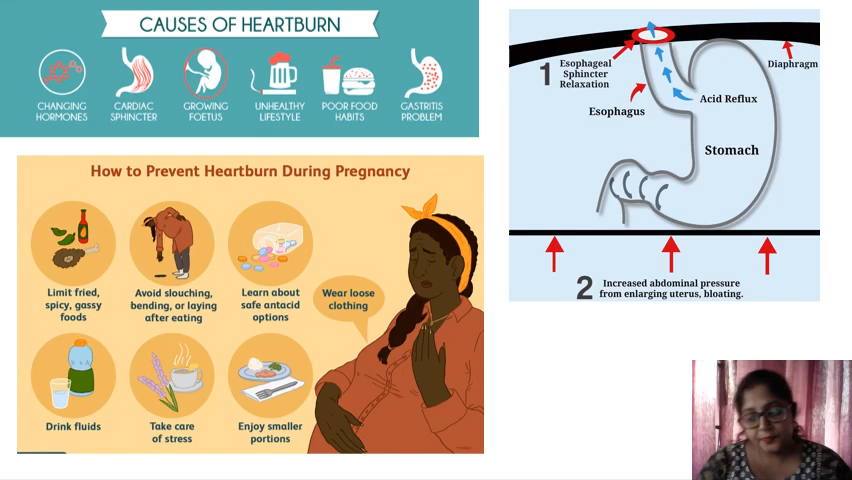 CAUSES OF HEARTBURN
CHANGING
HORMONES
CARDIAC
SPHINCTER
GROWING
FOETUS
UNHEALTHY
LIFESTYLE
POOR FOOD
HABITS
GASTRITIS
PROBLEM
How to Prevent Heartburn During Pregnancy
Limit fried,
spicy, gassy
foods
Avoid slouching,
bending, or laying
after eating
Learn about
safe antacid
options
Wear loose
clothing
Drink fluids
Take care
of stress
Enjoy smaller
portions
1
Esophageal
Sphincter
Relaxation
Diaphragm
Esophagus
Acid Reflux
Stomach
2
Increased abdominal pressure
from enlarging uterus, bloating.